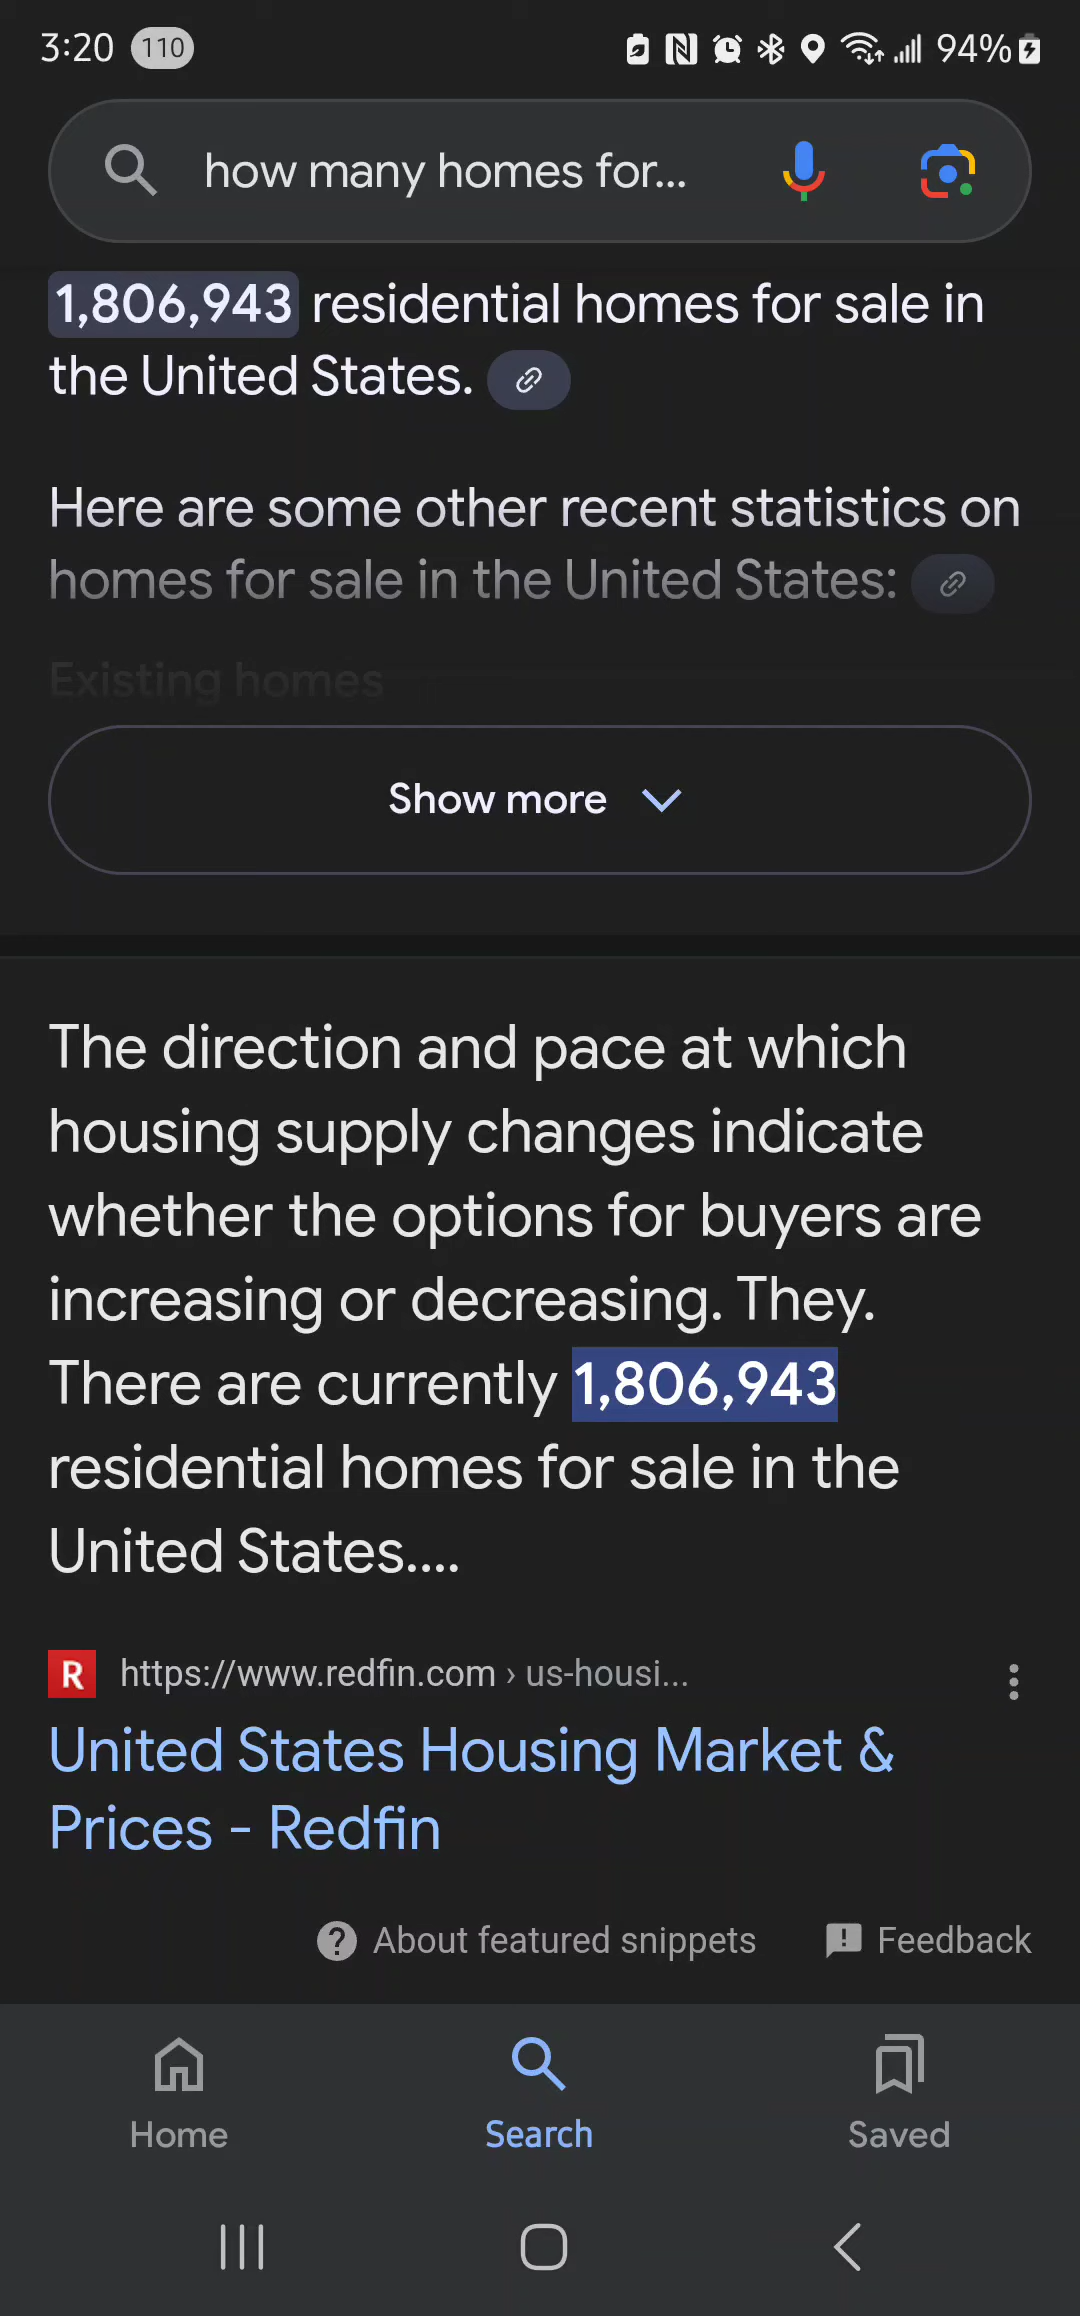 3:20 110 94%
how many homes for...
1,806,943 residential homes for sale in
the United States.
Here are some other recent statistics on
homes for sale in the United States:
Existing homes
Show more
The direction and pace at which
housing supply changes indicate
whether the options for buyers are
increasing or decreasing. They.
There are currently 1,806,943
residential homes for sale in the
United States....
R https://www.redfin.com › us-housi...
United States Housing Market &
Prices - Redfin
About featured snippets Feedback
Home Search Saved